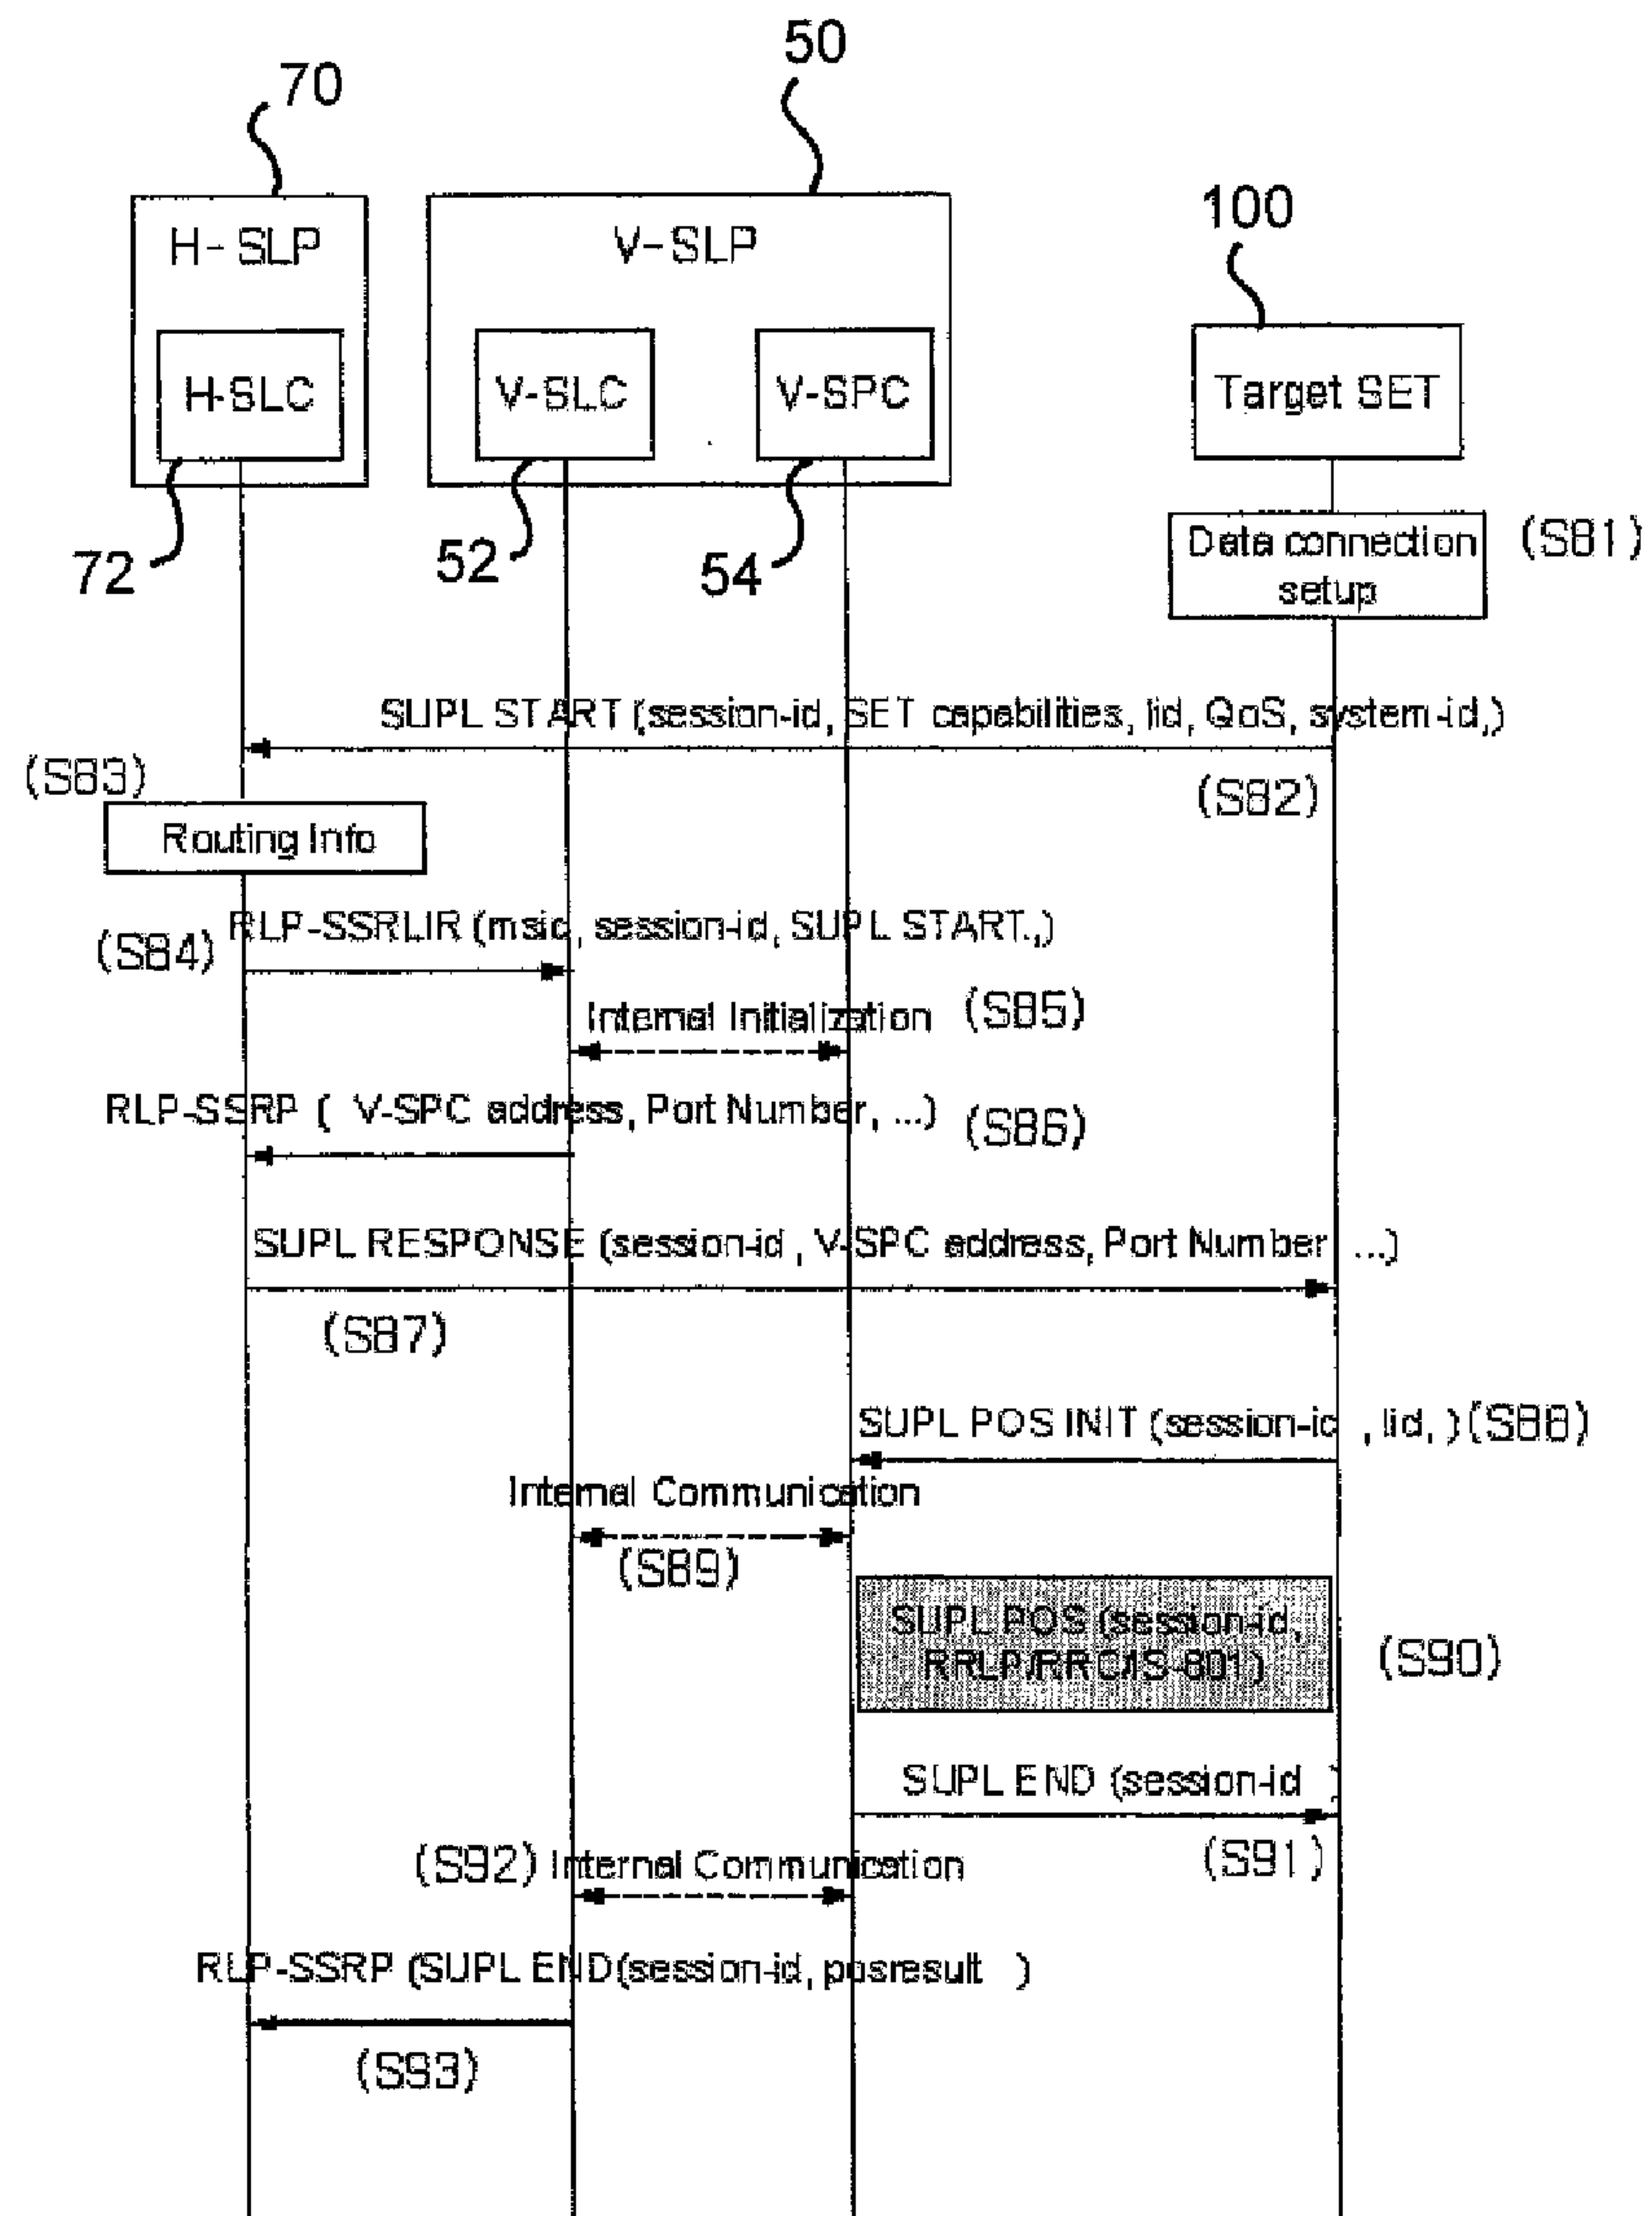 50
70
100
H-SLP
V-SLP
H-SLC
V-SLC
V-SPC
Target SET
72
52
54
Data connection
setup
(S81)
SUPL START (session-id, SET capabilities, lid, QoS, system-id,)
(S82)
(S83)
Routing Info
(S84)
RLP-SSRLIR (msid, session-id, SUPL START.,)
Internal Initialization
(S85)
RLP-SSRP ( V-SPC address, Port Number, ...)
(S86)
SUPL RESPONSE (session-id , V-SPC address, Port Number ...)
(S87)
SUPL POS INIT (session-id , lid, )
(S88)
Internal Communication
(S89)
SUPL POS (session-id,
RRLP/RRC/IS-801)
(S90)
SUPL END (session-id )
(S91)
(S92)
Internal Communication
RLP-SSRP (SUPL END(session-id, posresult )
(S93)